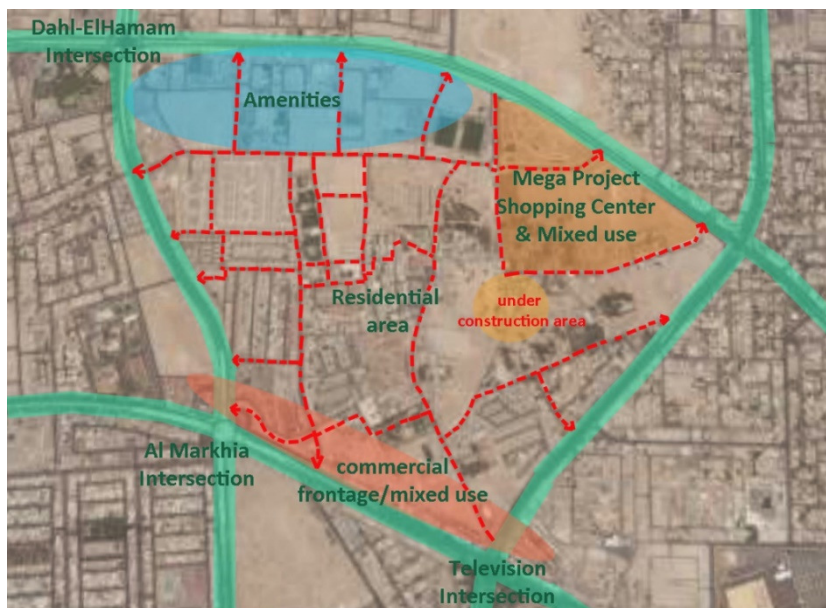 Dahl-ElHamam
Intersection
Amenities
Mega Project
Shopping Center
& Mixed use
Residential
area
under
construction area
Al Markhia
Intersection
commercial
frontage/mixed use
Television
Intersection